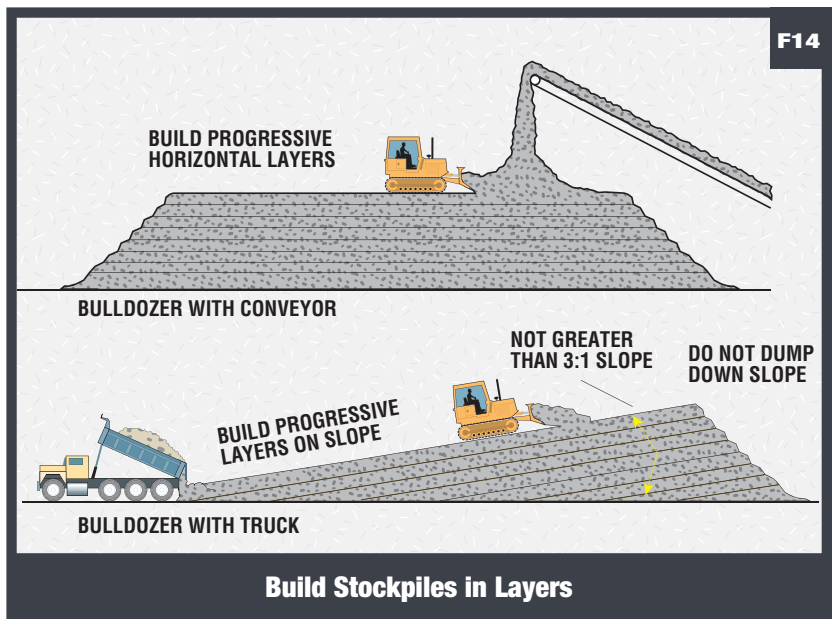 F14
BUILD PROGRESSIVE
HORIZONTAL LAYERS
BULLDOZER WITH CONVEYOR
NOT GREATER
THAN 3:1 SLOPE
DO NOT DUMP
DOWN SLOPE
BUILD PROGRESSIVE
LAYERS ON SLOPE
BULLDOZER WITH TRUCK
Build Stockpiles in Layers